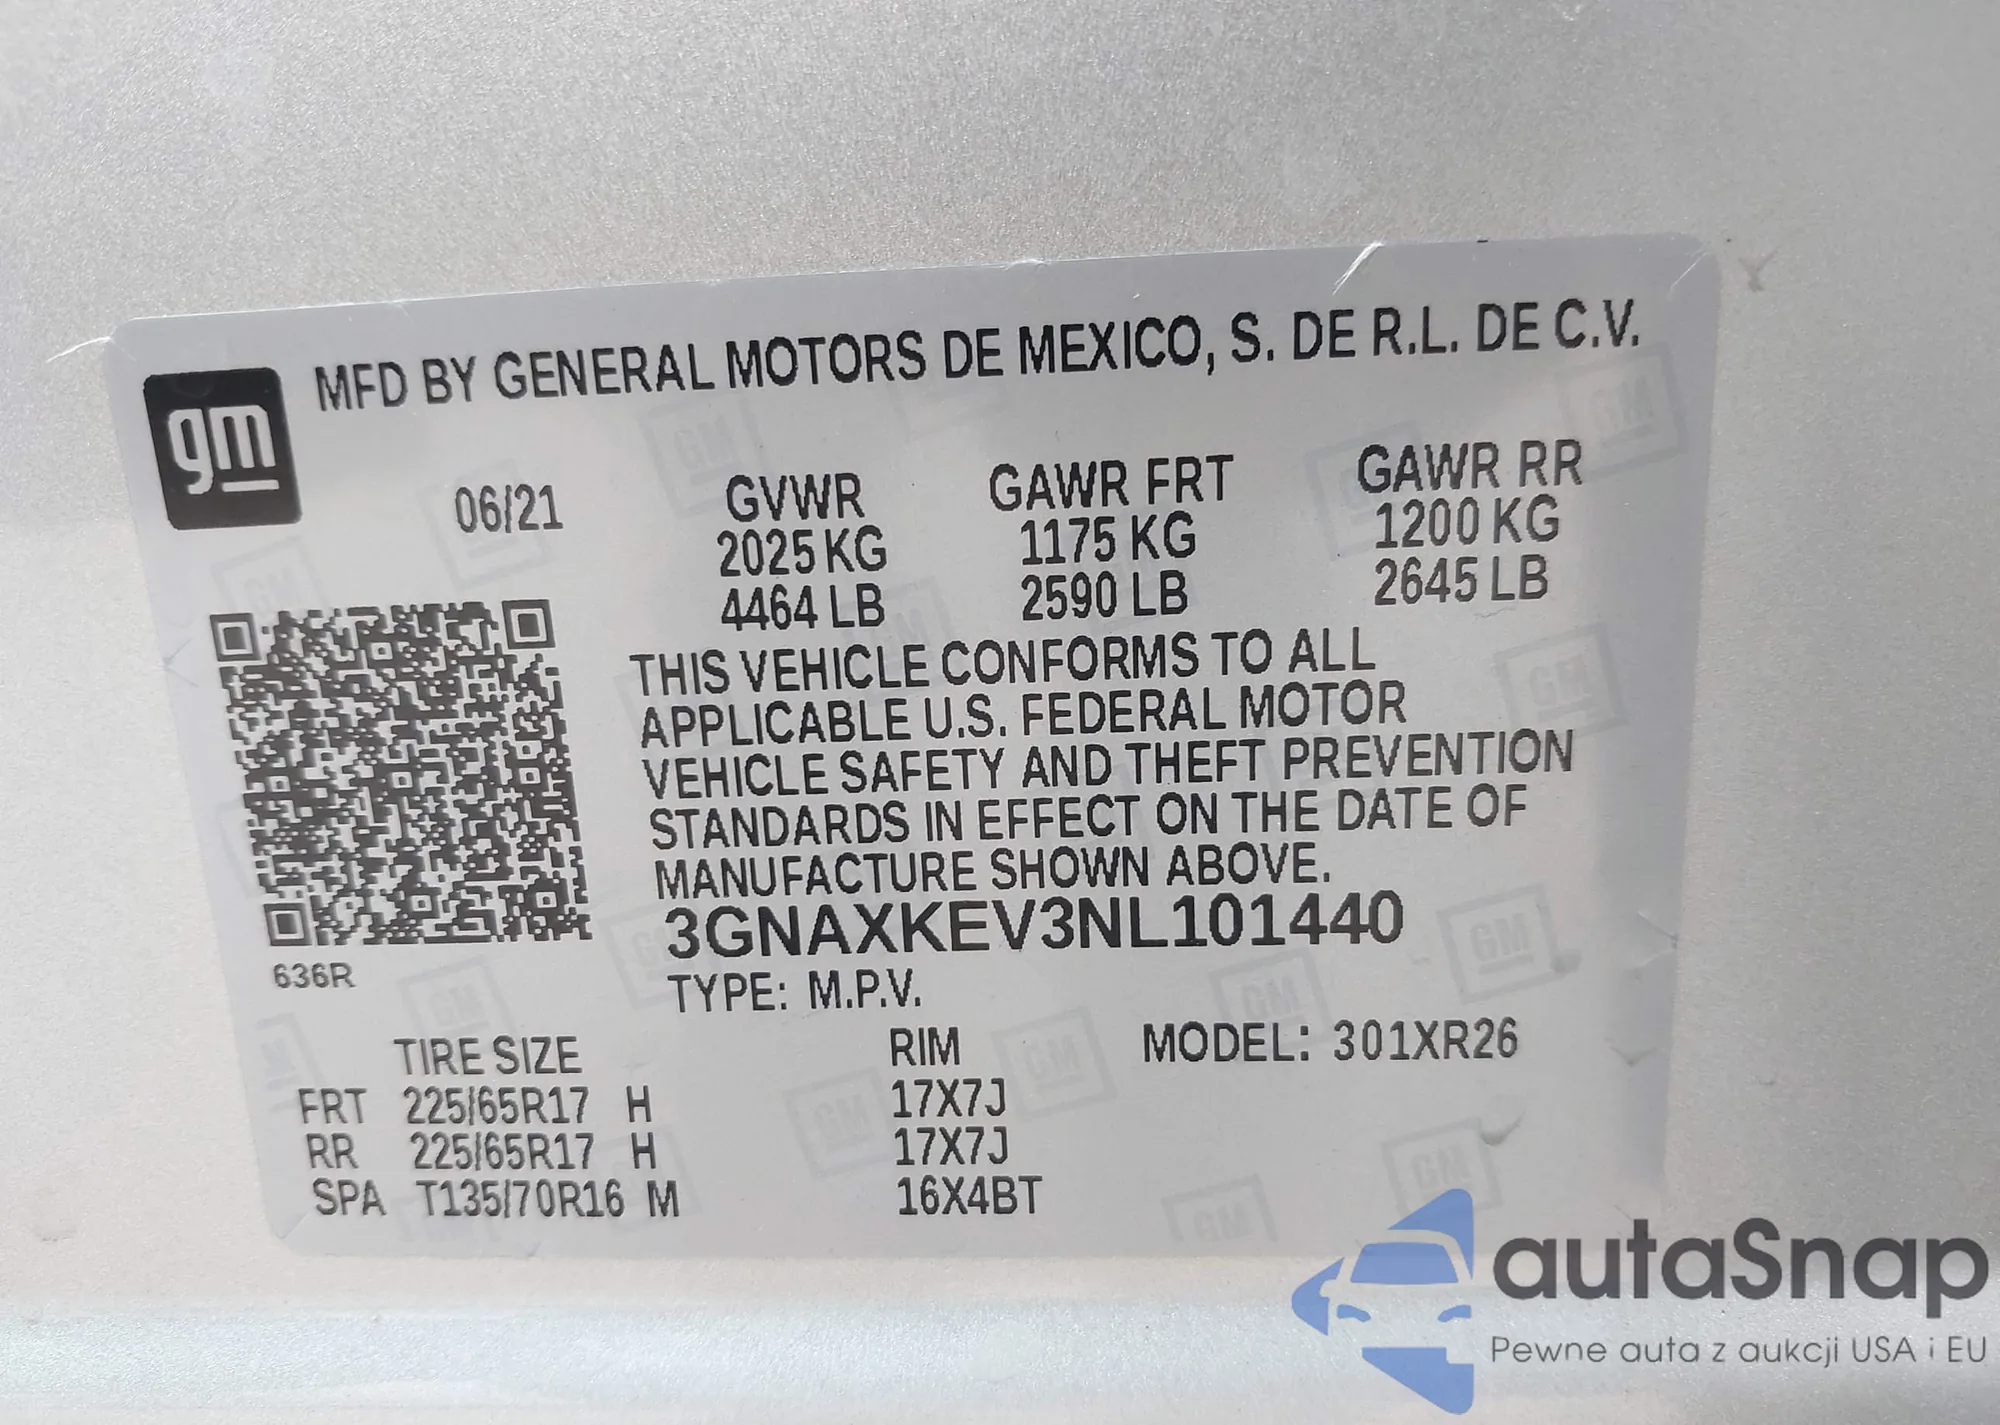 gm
MFD BY GENERAL MOTORS DE MEXICO, S. DE R.L. DE C.V.
06/21 GVWR GAWR FRT GAWR RR
2025 KG 1175 KG 1200 KG
4464 LB 2590 LB 2645 LB
THIS VEHICLE CONFORMS TO ALL
APPLICABLE U.S. FEDERAL MOTOR
VEHICLE SAFETY AND THEFT PREVENTION
STANDARDS IN EFFECT ON THE DATE OF
MANUFACTURE SHOWN ABOVE.
3GNAXKEV3NL101440
636R
TYPE: M.P.V.
TIRE SIZE RIM MODEL: 301XR26
FRT 225/65R17 H 17X7J
RR 225/65R17 H 17X7J
SPA T135/70R16 M 16X4BT
autaSnap
Pewne auta z aukcji USA i EU